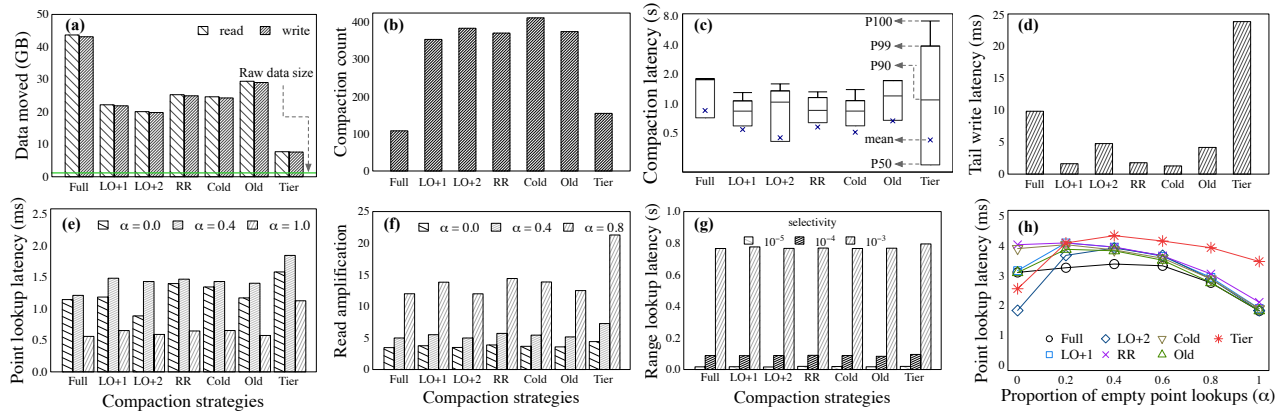 (a)
read
write
Raw data size
Data moved (GB)
50
40
30
20
10
0
Full LO+1 LO+2 RR Cold Old Tier
(b)
Compaction count
400
300
200
100
0
Full LO+1 LO+2 RR Cold Old Tier
(c)
P100
P99
P90
mean
P50
Compaction latency (s)
8.0
4.0
2.0
1.0
0.5
Full LO+1 LO+2 RR Cold Old Tier
(d)
Tail write latency (ms)
25
20
15
10
5
0
Full LO+1 LO+2 RR Cold Old Tier
(e)
α = 0.0 α = 0.4 α = 1.0
Point lookup latency (ms)
2.5
2.0
1.5
1.0
0.5
0.0
Full LO+1 LO+2 RR Cold Old Tier
Compaction strategies
(f)
α = 0.0 α = 0.4 α = 0.8
Read amplification
25
20
15
10
5
0
Full LO+1 LO+2 RR Cold Old Tier
Compaction strategies
(g)
selectivity
10⁻⁵ 10⁻⁴ 10⁻³
Range lookup latency (s)
1.0
0.8
0.6
0.4
0.2
0.0
Full LO+1 LO+2 RR Cold Old Tier
Compaction strategies
(h)
Point lookup latency (ms)
5
4
3
2
1
0
Full LO+2 Cold Tier
LO+1 RR Old
0 0.2 0.4 0.6 0.8 1
Proportion of empty point lookups (α)